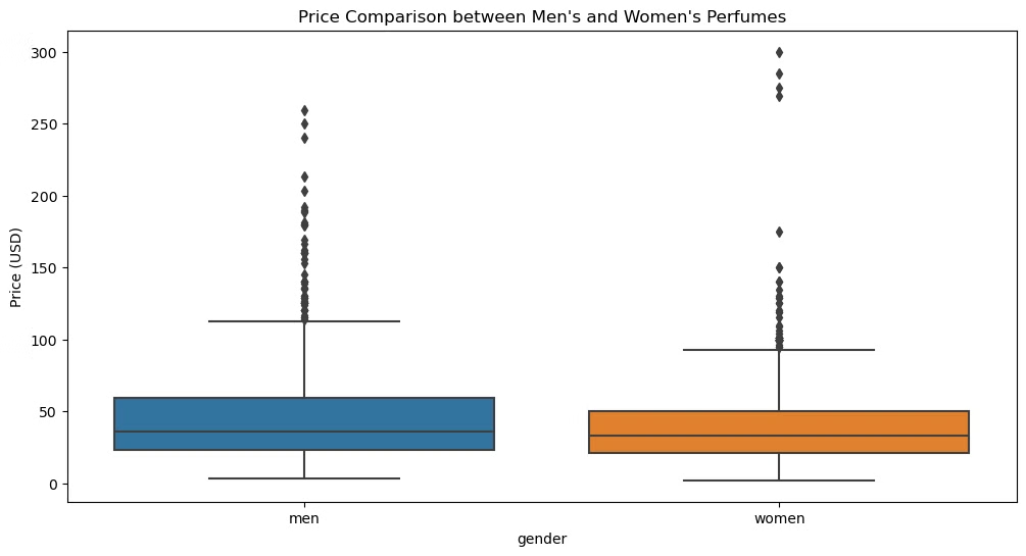 Price Comparison between Men's and Women's Perfumes
300
250
200
150
100
50
0
Price (USD)
men
women
gender